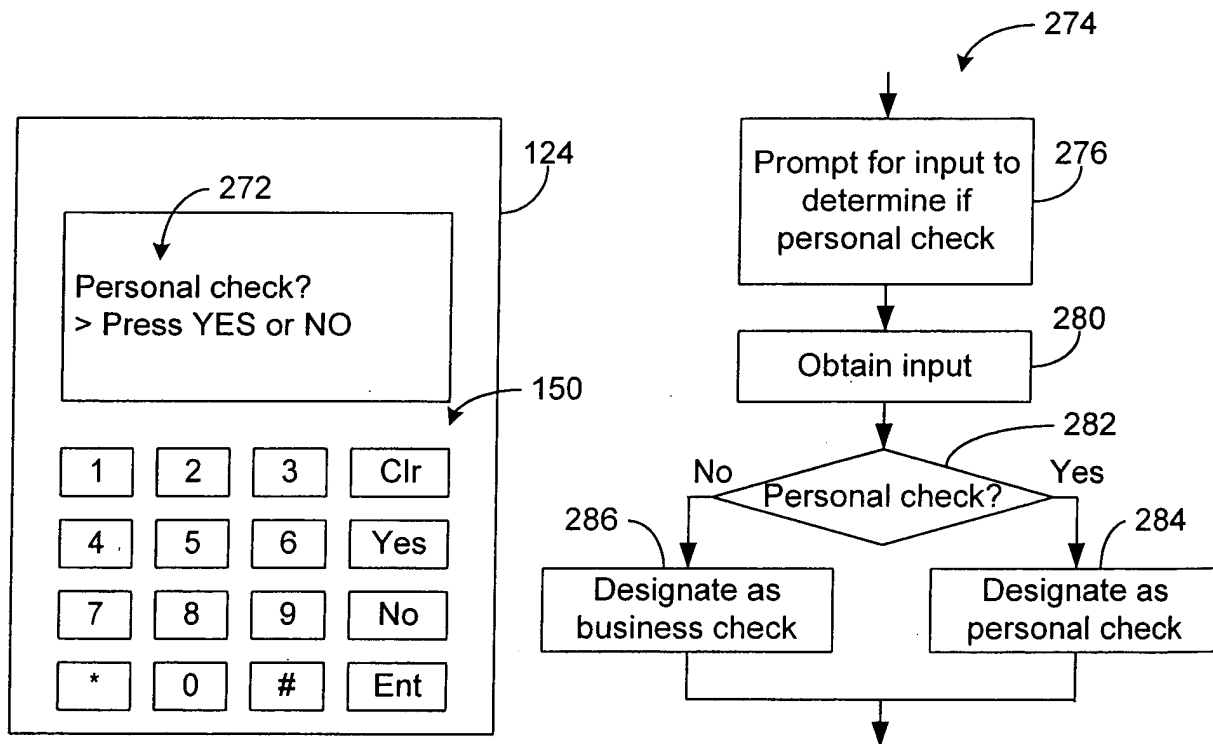 274
124
272
Personal check?
> Press YES or NO
150
1 2 3 Clr
4 5 6 Yes
7 8 9 No
* 0 # Ent
Prompt for input to
determine if
personal check
276
Obtain input
280
282
No
Yes
Personal check?
286
284
Designate as
business check
Designate as
personal check